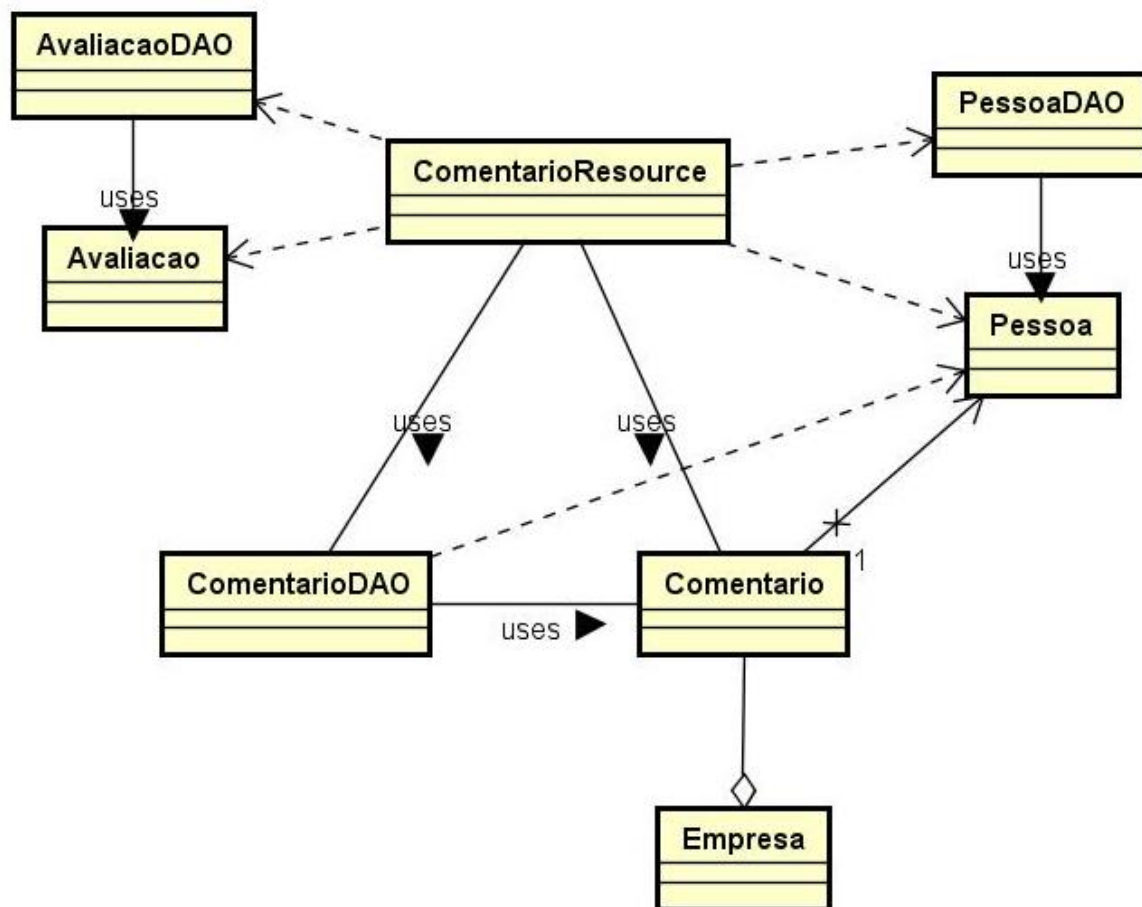 AvaliacaoDAO
PessoaDAO
ComentarioResource
uses
Avaliacao
uses
Pessoa
uses
uses
ComentarioDAO
Comentario
1
uses
Empresa